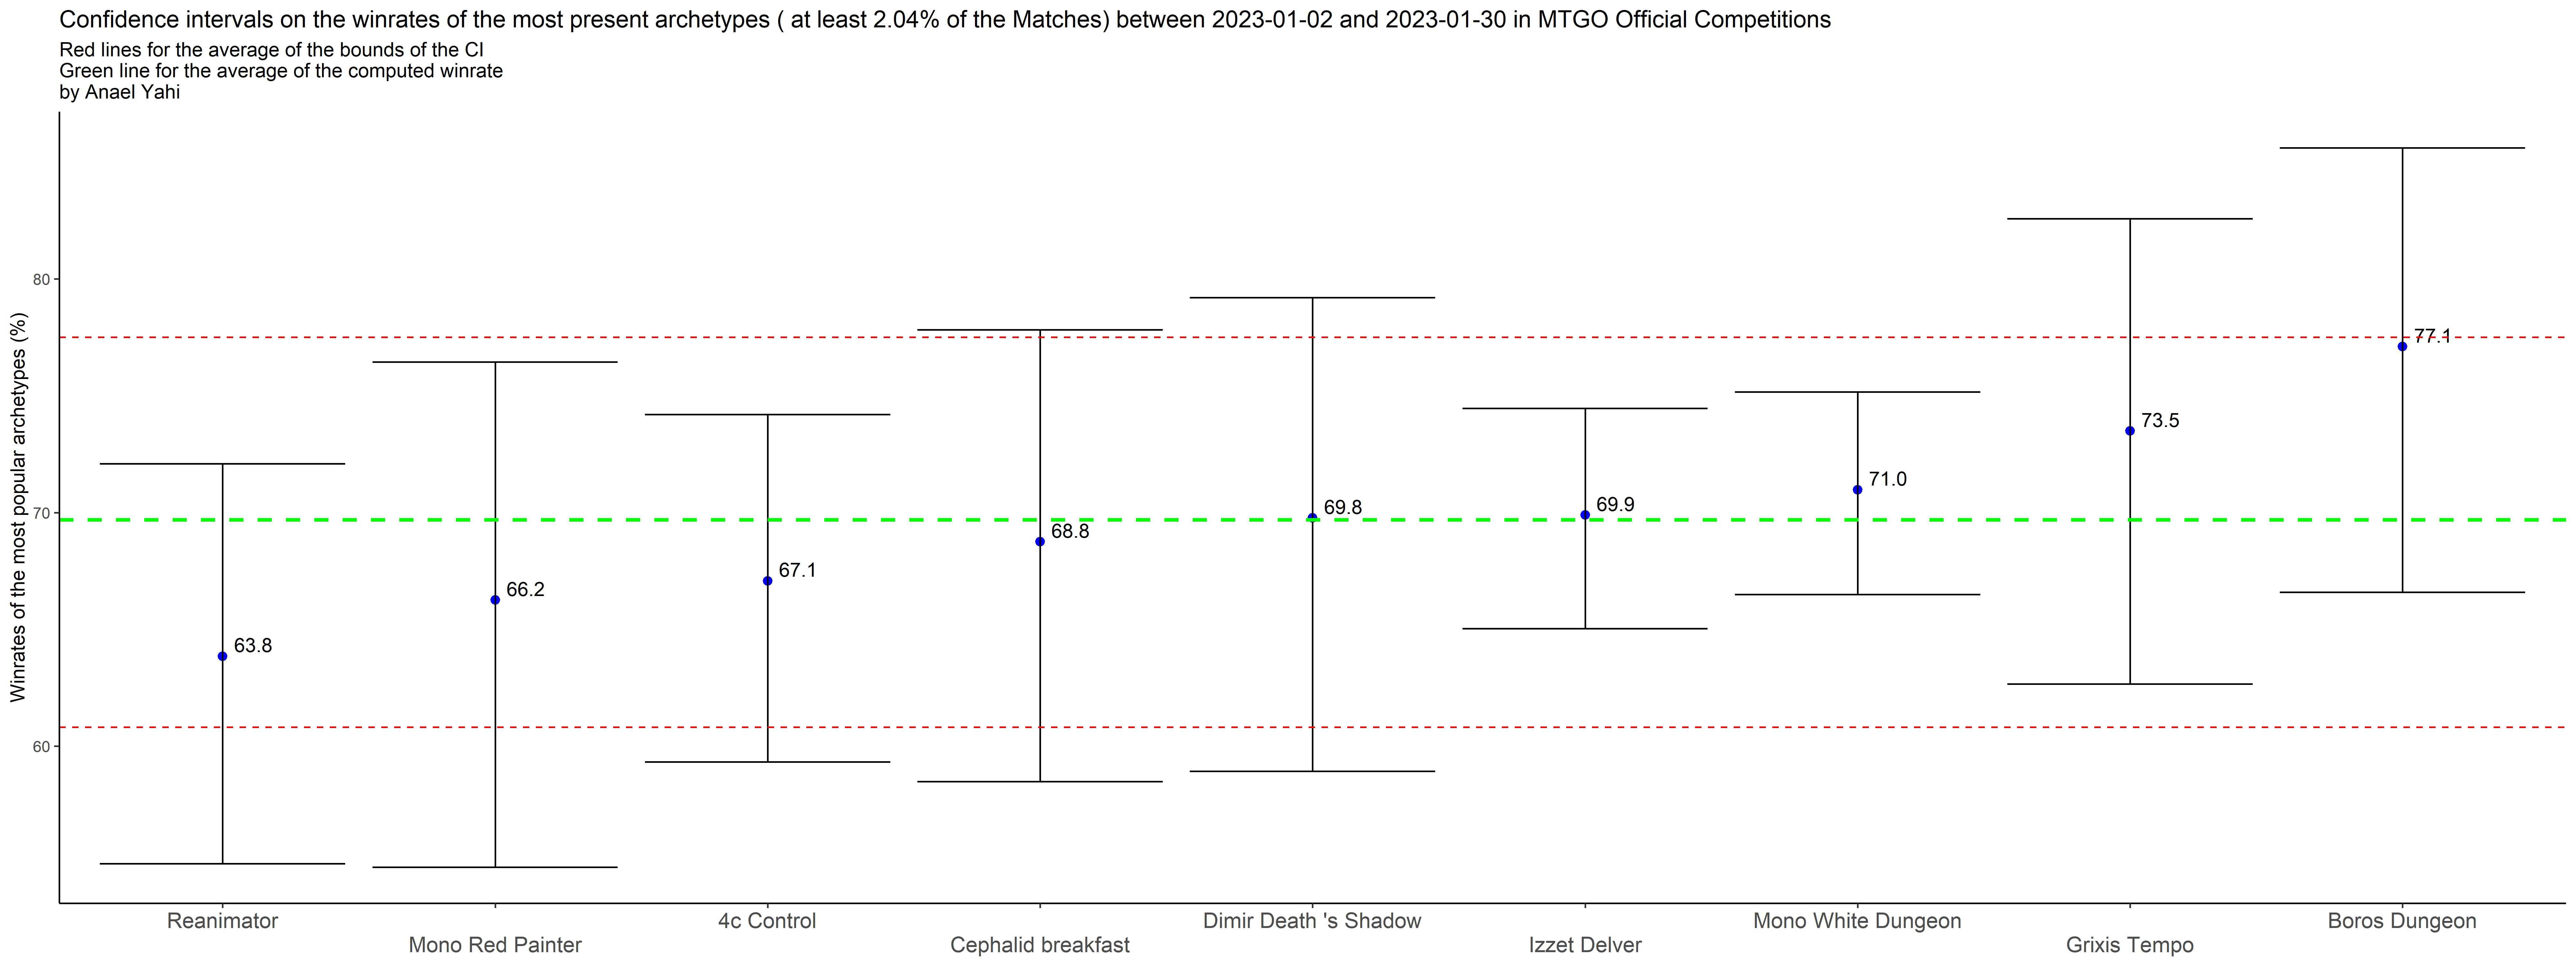 Confidence intervals on the winrates of the most present archetypes ( at least 2.04% of the Matches) between 2023-01-02 and 2023-01-30 in MTGO Official Competitions
Red lines for the average of the bounds of the CI
Green line for the average of the computed winrate
by Anael Yahi
Winrates of the most popular archetypes (%)
80
70
60
63.8
66.2
67.1
68.8
69.8
69.9
71.0
73.5
77.1
Reanimator
Mono Red Painter
4c Control
Cephalid breakfast
Dimir Death 's Shadow
Izzet Delver
Mono White Dungeon
Grixis Tempo
Boros Dungeon